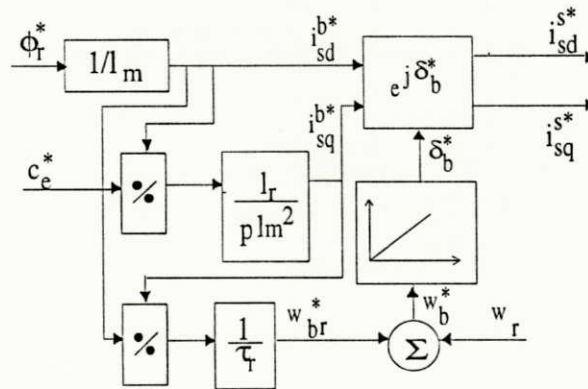 ϕr* 1/lm isd^b* isd^s*
e^jδb*
isq^b* isq^s*
ce* % lr / p lm² δb*
% 1/τr wbr* Σ wb* wr